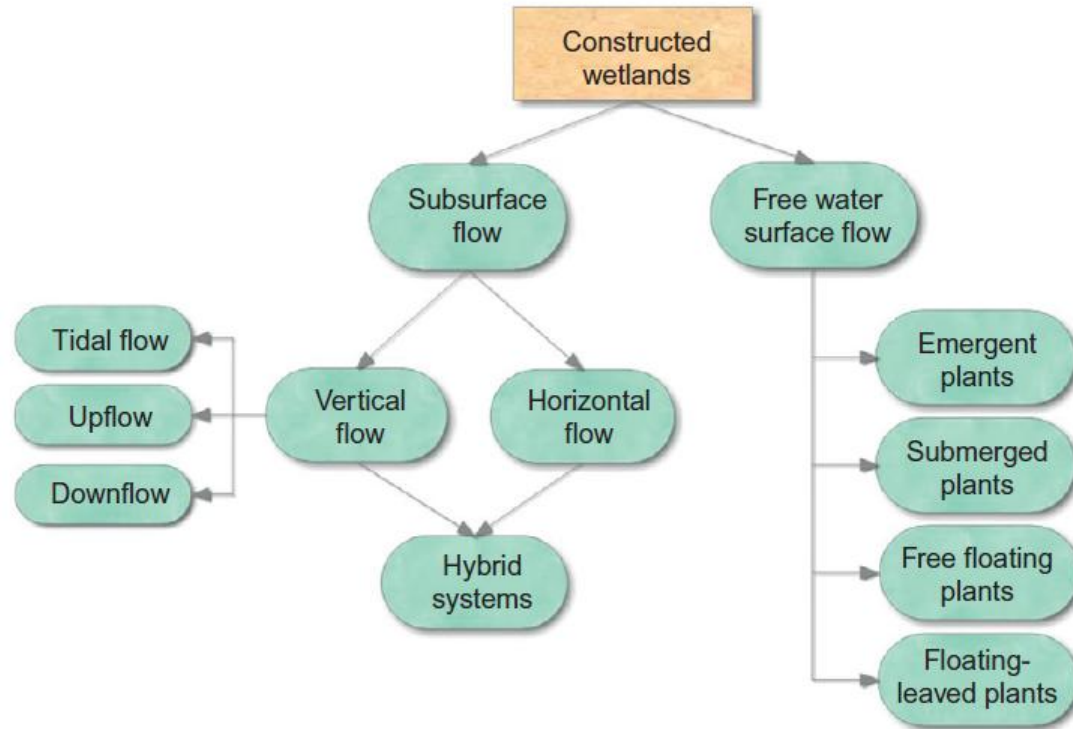 Constructed
wetlands
Subsurface
flow
Free water
surface flow
Tidal flow
Upflow
Downflow
Vertical
flow
Horizontal
flow
Hybrid
systems
Emergent
plants
Submerged
plants
Free floating
plants
Floating-
leaved plants